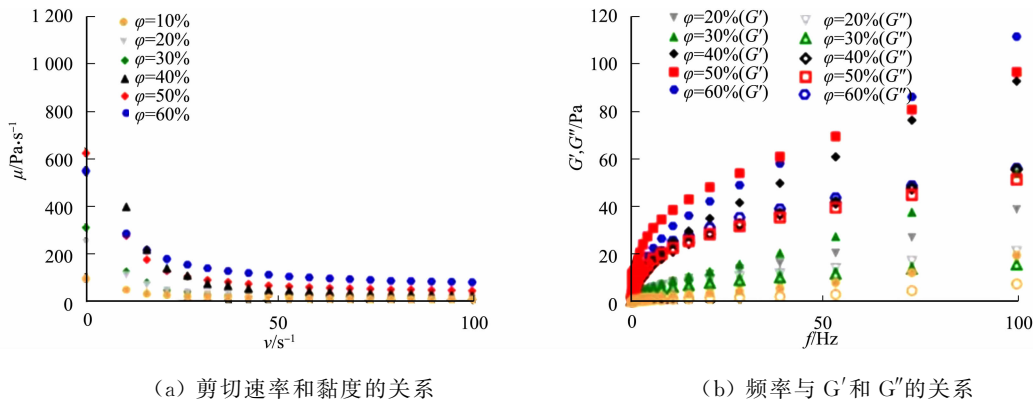 1 200
1 000
800
600
400
200
0
μ/Pa·s⁻¹
φ=10%
φ=20%
φ=30%
φ=40%
φ=50%
φ=60%
0
50
100
v/s⁻¹
(a) 剪切速率和黏度的关系
120
100
80
60
40
20
0
G′,G″/Pa
φ=20%(G′)
φ=30%(G′)
φ=40%(G′)
φ=50%(G′)
φ=60%(G′)
φ=20%(G″)
φ=30%(G″)
φ=40%(G″)
φ=50%(G″)
φ=60%(G″)
0
50
100
f/Hz
(b) 频率与 G′和 G″的关系